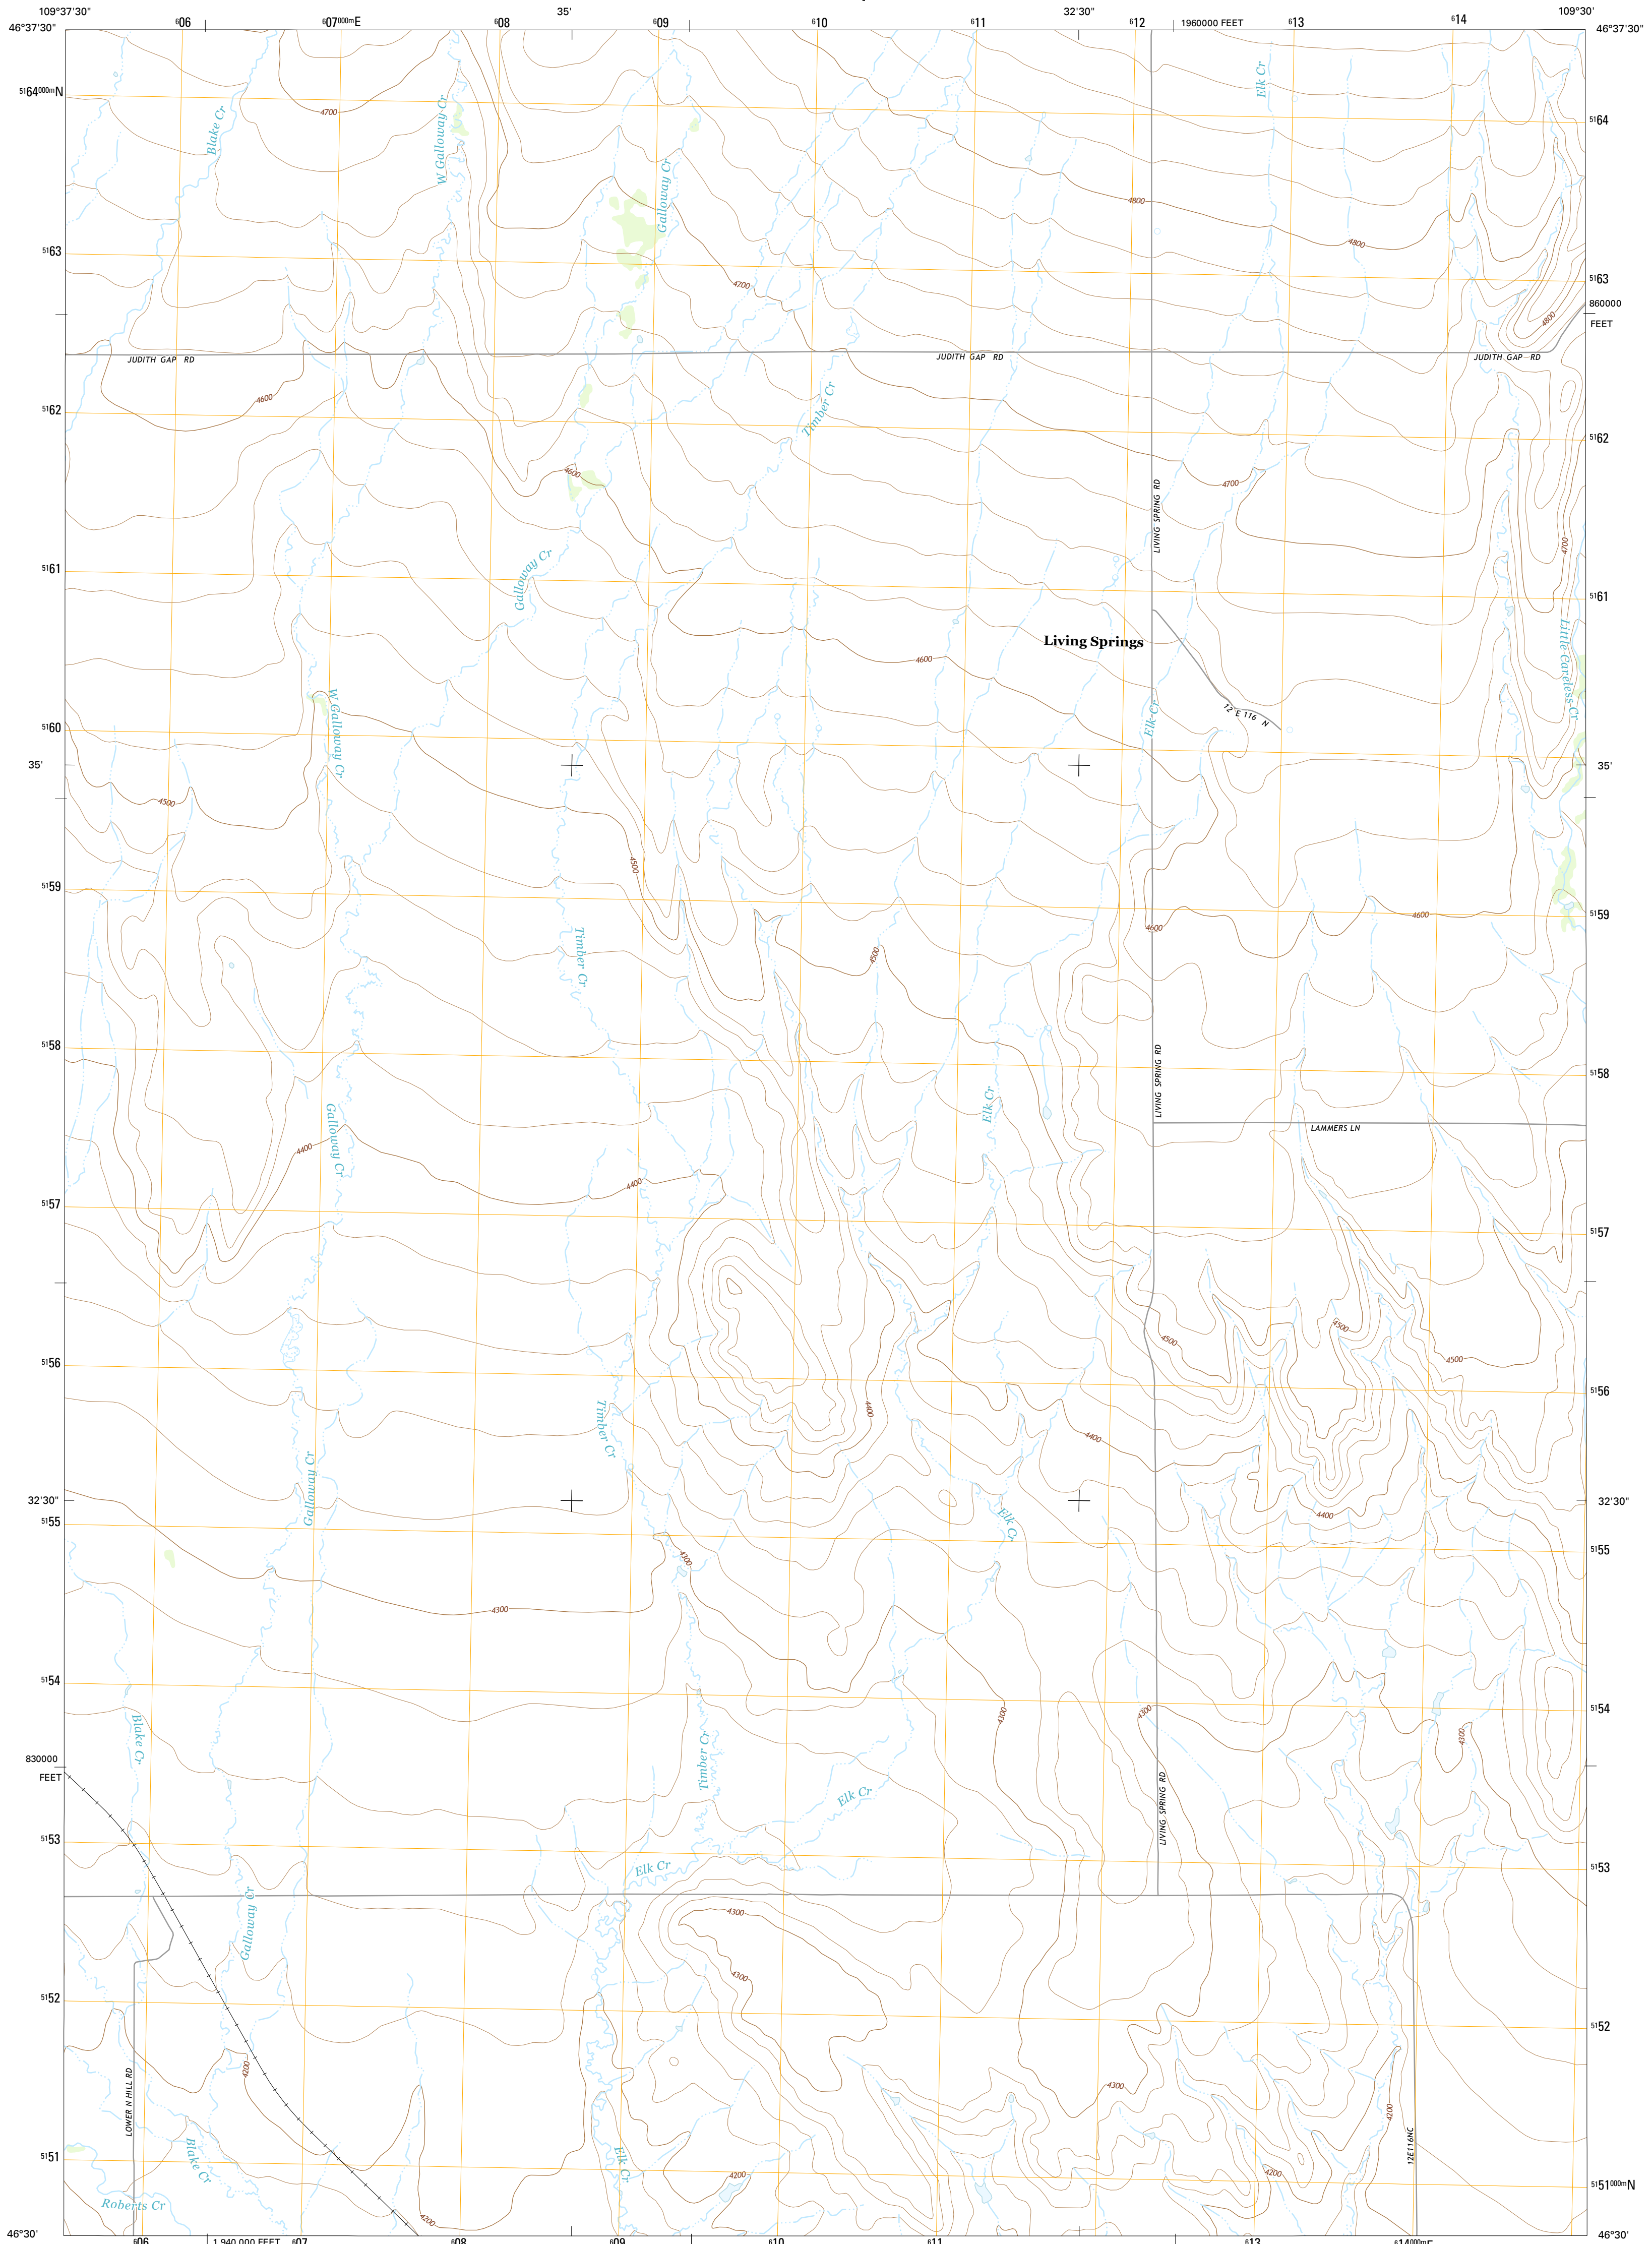 109°37'30"
606
607000mE
608
35'
609
610
611
32'30"
612
1960000 FEET
613
614
109°30'
46°37'30"
46°37'30"
5164000mN
Blake Cr
4700
W Galloway Cr
Galloway Cr
Elk Cr
5164
4800
4800
5163
4700
5163
860000
FEET
4800
JUDITH GAP RD
JUDITH GAP RD
JUDITH GAP RD
4600
5162
Timber Cr
5162
4600
4700
LIVING SPRING RD
4700
5161
Galloway Cr
5161
Living Springs
4600
Little Careless Cr
W Galloway Cr
Elk Cr
12 E 116 N
5160
35'
35'
4500
4500
5159
4600
4600
5159
Timber Cr
4500
5158
LIVING SPRING RD
5158
Elk Cr
LAMMERS LN
Galloway Cr
4400
4400
5157
5157
4500
4500
4500
5156
5156
Timber Cr
4400
4400
Galloway Cr
32'30"
32'30"
4400
Elk Cr
5155
5155
4300
4300
5154
5154
Blake Cr
4300
4300
4300
830000
FEET
Timber Cr
Elk Cr
LIVING SPRING RD
5153
5153
Elk Cr
Galloway Cr
4300
4300
5152
5152
LOWER N HILL RD
4200
4300
4200
Blake Cr
Elk Cr
12E116NC
5151
4200
4200
5151000mN
Roberts Cr
4200
46°30'
46°30'
606
1 940 000 FEET
607
608
609
610
611
613
614000mE